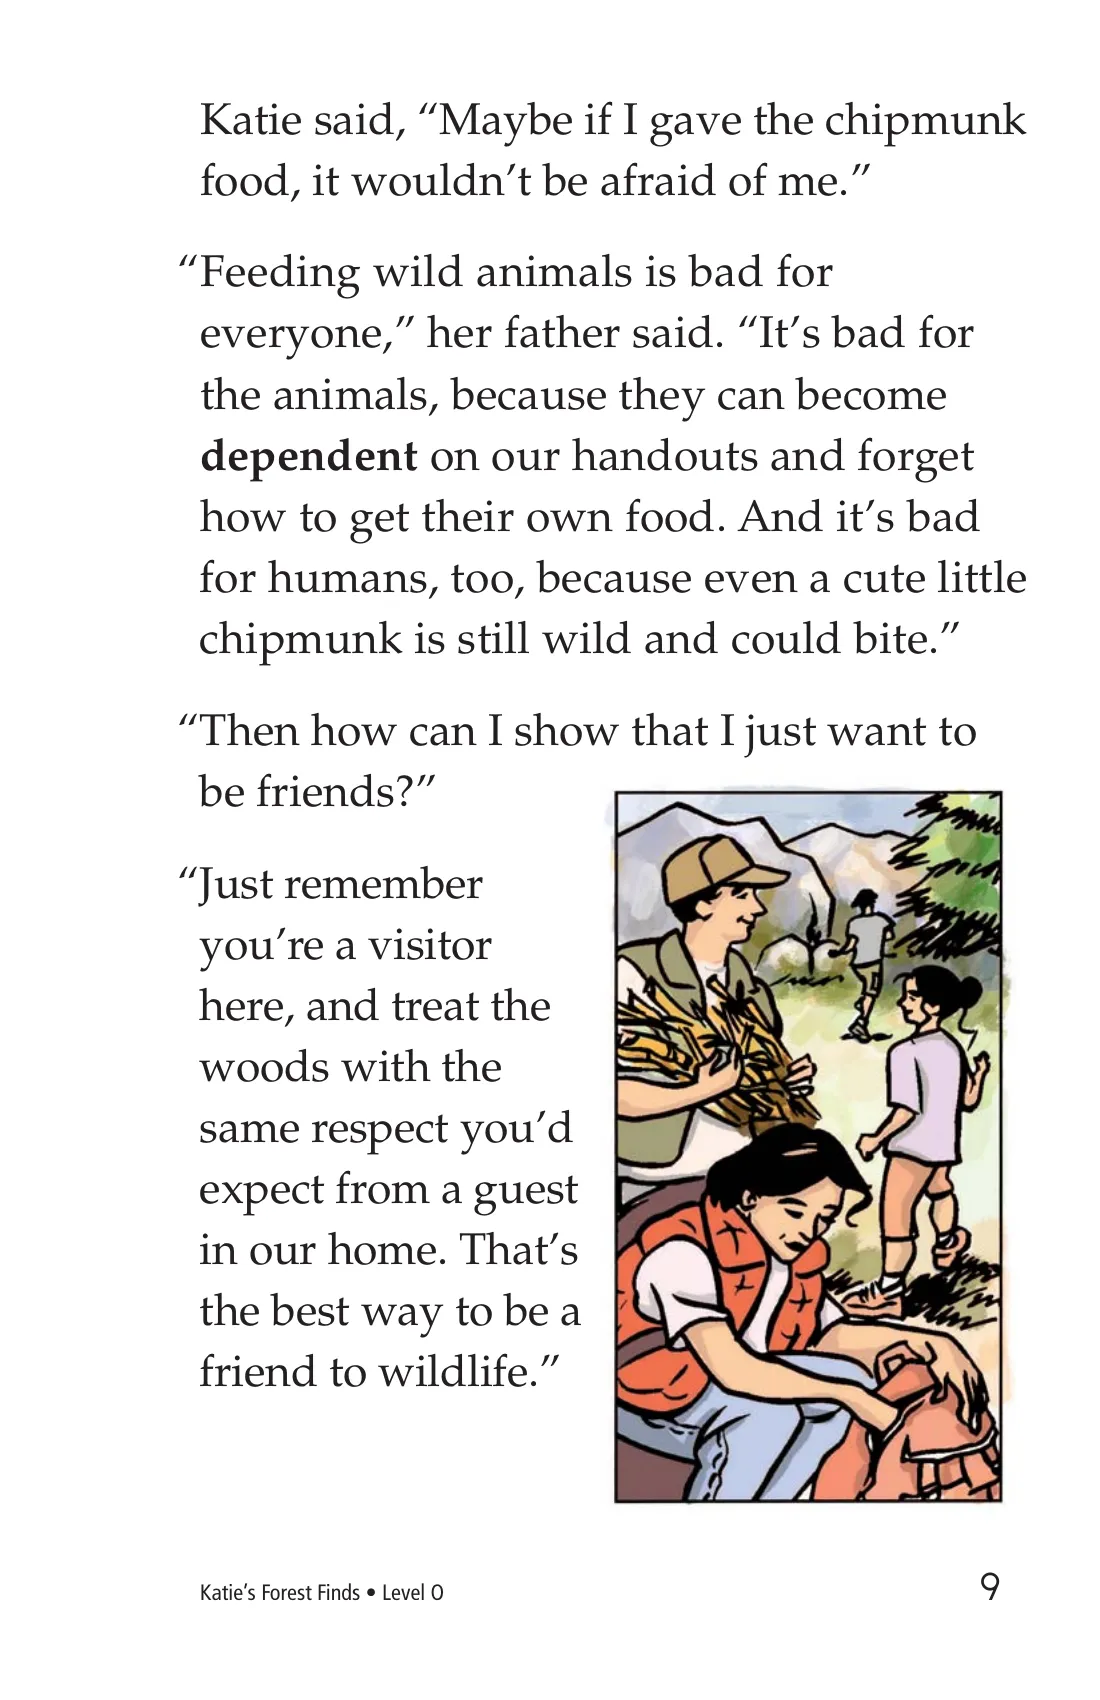 Katie said, “Maybe if I gave the chipmunk
food, it wouldn’t be afraid of me.”
“Feeding wild animals is bad for
everyone,” her father said. “It’s bad for
the animals, because they can become
dependent on our handouts and forget
how to get their own food. And it’s bad
for humans, too, because even a cute little
chipmunk is still wild and could bite.”
“Then how can I show that I just want to
be friends?”
“Just remember
you’re a visitor
here, and treat the
woods with the
same respect you’d
expect from a guest
in our home. That’s
the best way to be a
friend to wildlife.”
Katie’s Forest Finds • Level O
9